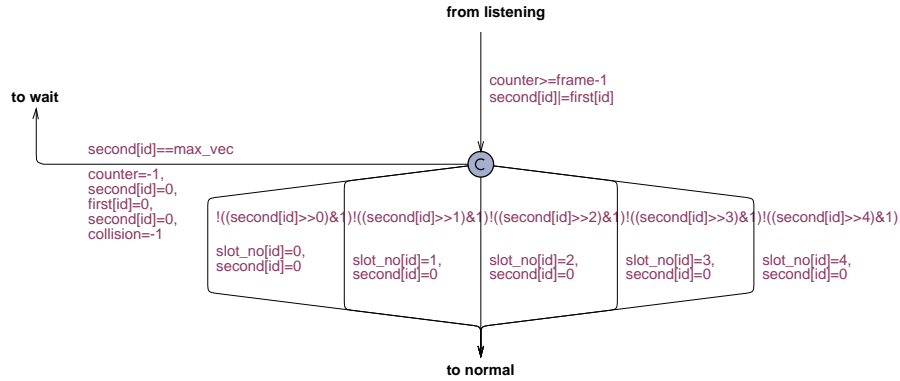 from listening
counter>=frame-1
second[id]|=first[id]
to wait
second[id]==max_vec
C
counter=-1,
second[id]=0,
first[id]=0,
second[id]=0,
collision=-1
!((second[id]>>0)&1) !((second[id]>>1)&1) !((second[id]>>2)&1) !((second[id]>>3)&1) !((second[id]>>4)&1)
slot_no[id]=0,
second[id]=0
slot_no[id]=1,
second[id]=0
slot_no[id]=2,
second[id]=0
slot_no[id]=3,
second[id]=0
slot_no[id]=4,
second[id]=0
to normal